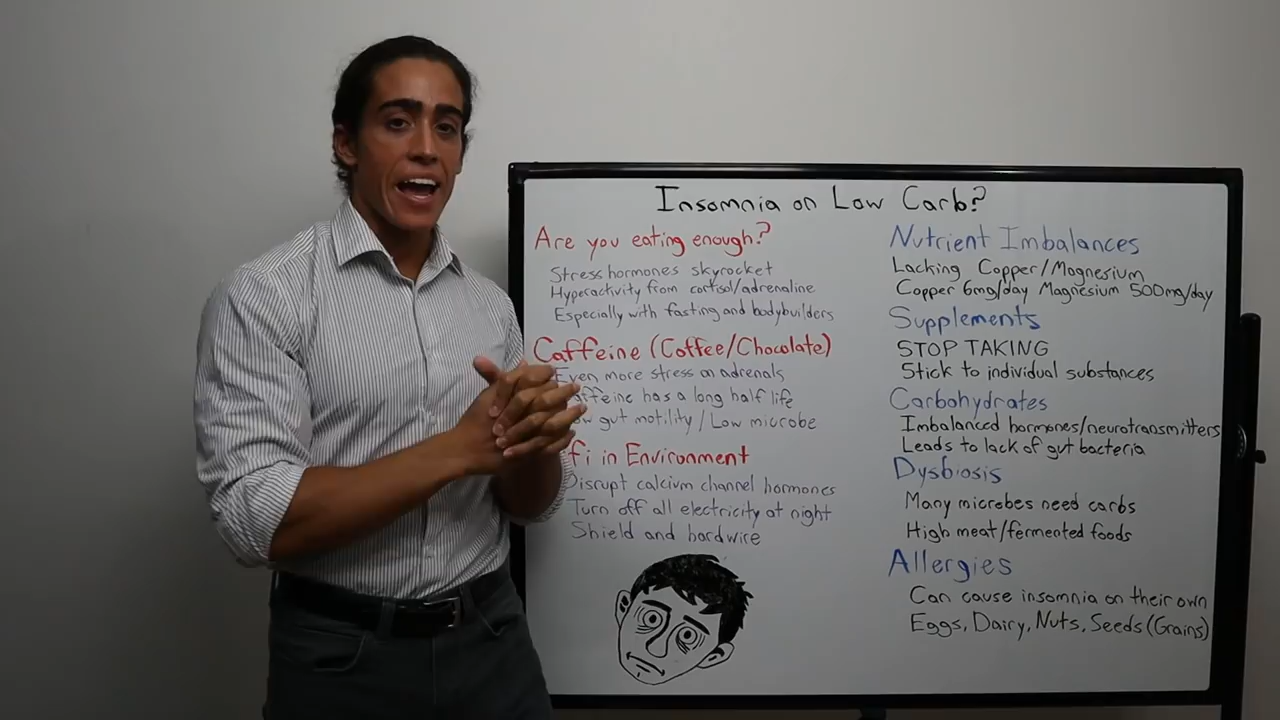 Insomnia on Low Carb?
Are you eating enough?
Stress hormones skyrocket
Hyperactivity from cortisol/adrenaline
Especially with fasting and bodybuilders
Caffeine (Coffee/Chocolate)
Even more stress on adrenals
affeine has a long half life
gut motility / Low microbe
fi in Environment
Disrupt calcium channel hormones
Turn off all electricity at night
Shield and hardwire
Nutrient Imbalances
Lacking Copper/Magnesium
Copper 6mg/day Magnesium 500mg/day
Supplements
STOP TAKING
Stick to individual substances
Carbohydrates
Imbalanced hormones/neurotransmitters
Leads to lack of gut bacteria
Dysbiosis
Many microbes need carbs
High meat/fermented foods
Allergies
Can cause insomnia on their own
Eggs, Dairy, Nuts, Seeds (Grains)